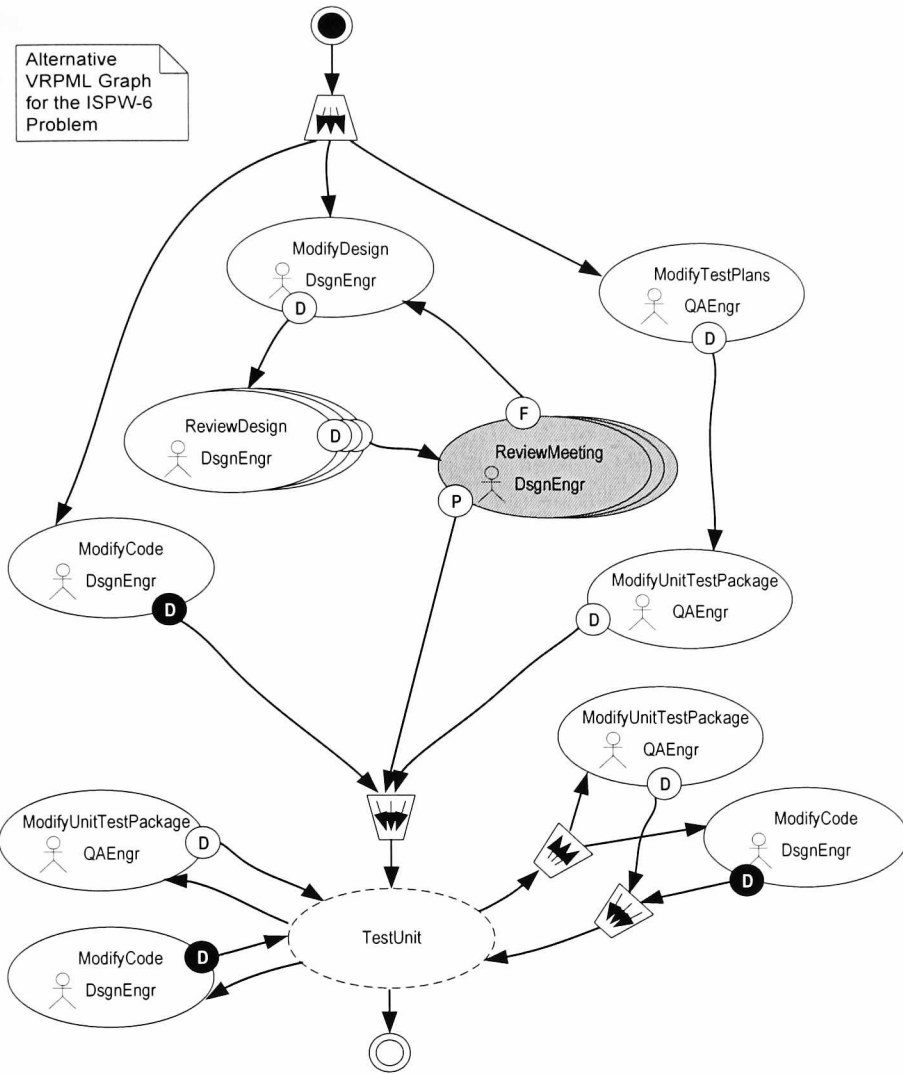 Alternative
VRPML Graph
for the ISPW-6
Problem
ModifyDesign
DsgnEngr
D
ModifyTestPlans
QAEngr
D
ReviewDesign
DsgnEngr
D
F
ReviewMeeting
DsgnEngr
P
ModifyCode
DsgnEngr
D
ModifyUnitTestPackage
QAEngr
D
ModifyUnitTestPackage
QAEngr
D
ModifyUnitTestPackage
QAEngr
D
ModifyCode
DsgnEngr
D
TestUnit
ModifyCode
DsgnEngr
D